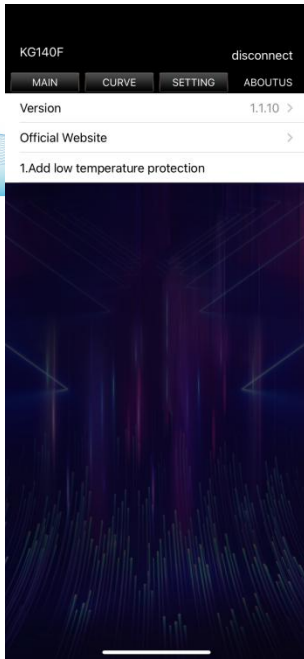 KG140F
disconnect
MAIN CURVE SETTING ABOUTUS
Version 1.1.10 >
Official Website >
1.Add low temperature protection